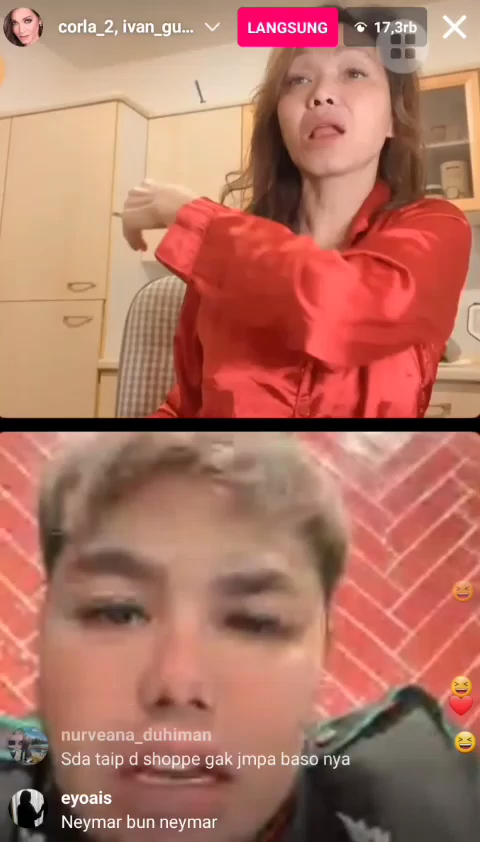 corla_2, ivan_gu...
LANGSUNG
17,3rb
nurveana_duhiman
Sda taip d shoppe gak jmpa baso nya
eyoais
Neymar bun neymar